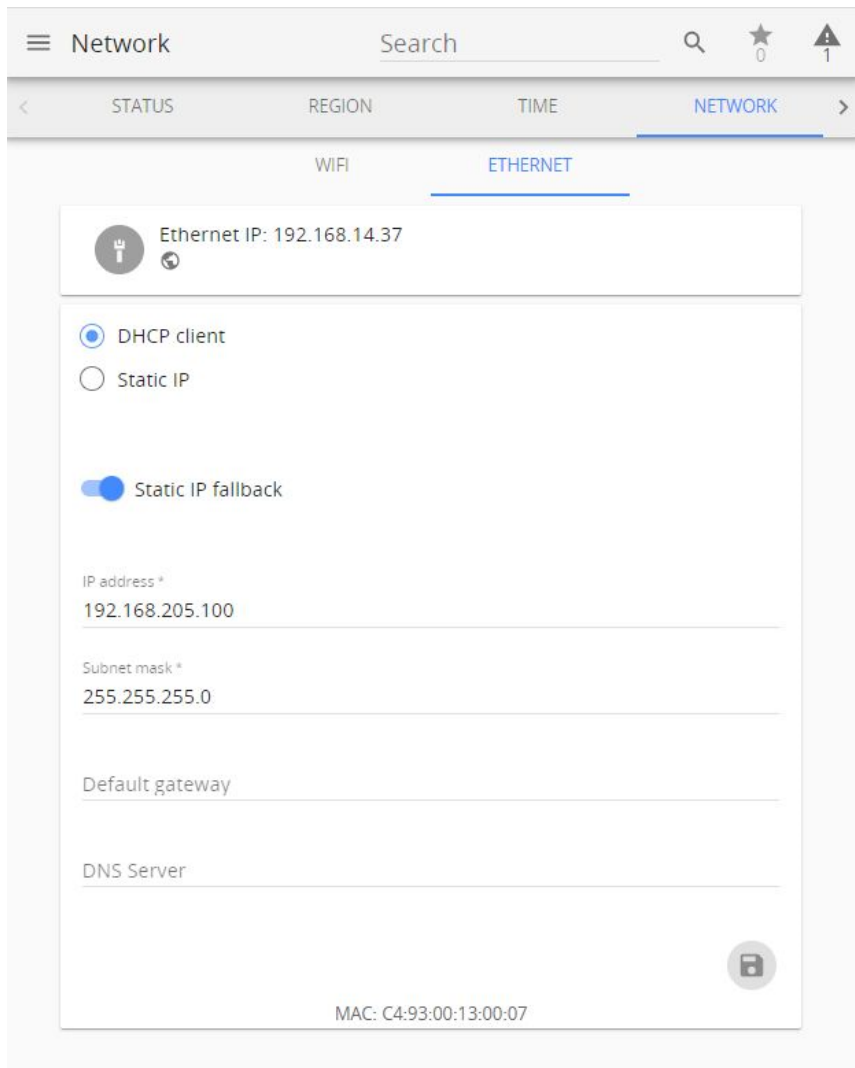 Network Search
0 1
STATUS REGION TIME NETWORK
WIFI ETHERNET
Ethernet IP: 192.168.14.37
DHCP client
Static IP
Static IP fallback
IP address *
192.168.205.100
Subnet mask *
255.255.255.0
Default gateway
DNS Server
MAC: C4:93:00:13:00:07